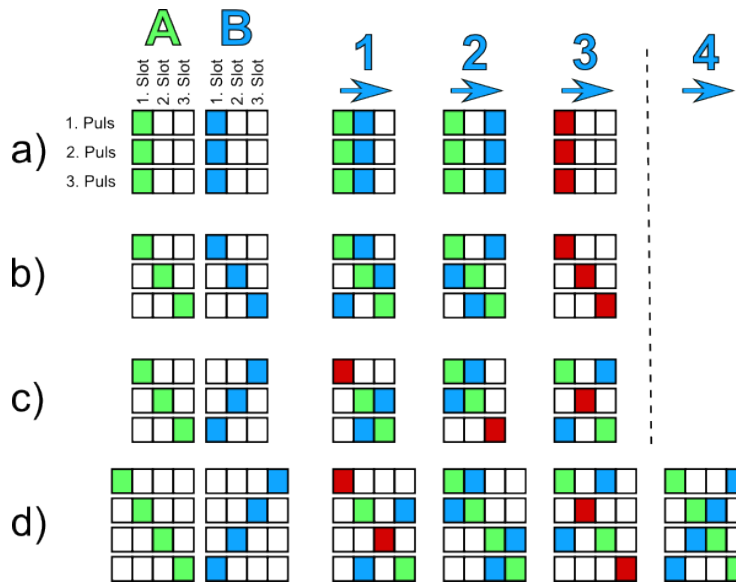 A B 1 2 3 4
1. Slot 2. Slot 3. Slot 1. Slot 2. Slot 3. Slot
a)
1. Puls
2. Puls
3. Puls
b)
c)
d)